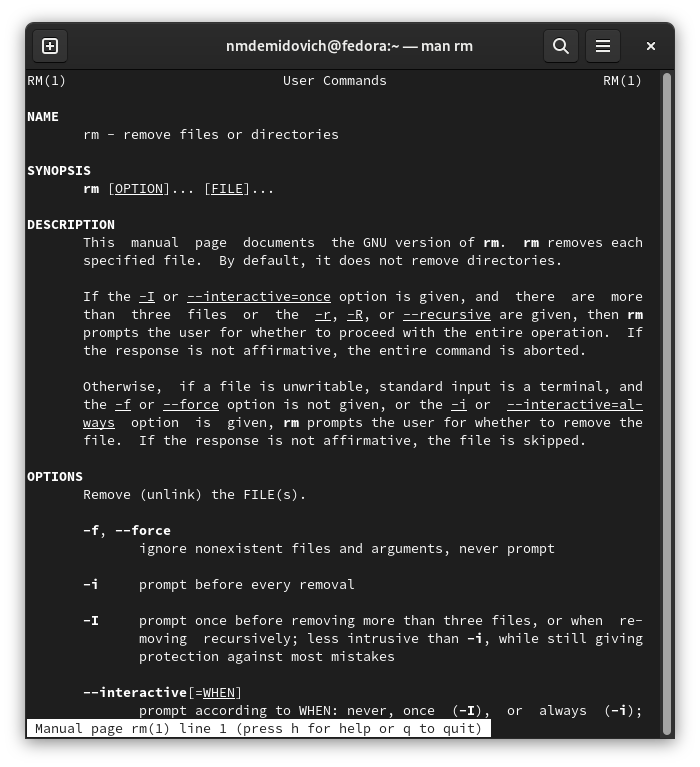 nmdemidovich@fedora:~ — man rm
RM(1) User Commands RM(1)
NAME
rm - remove files or directories
SYNOPSIS
rm [OPTION]... [FILE]...
DESCRIPTION
This manual page documents the GNU version of rm. rm removes each
specified file. By default, it does not remove directories.
If the -I or --interactive=once option is given, and there are more
than three files or the -r, -R, or --recursive are given, then rm
prompts the user for whether to proceed with the entire operation. If
the response is not affirmative, the entire command is aborted.
Otherwise, if a file is unwritable, standard input is a terminal, and
the -f or --force option is not given, or the -i or --interactive=al-
ways option is given, rm prompts the user for whether to remove the
file. If the response is not affirmative, the file is skipped.
OPTIONS
Remove (unlink) the FILE(s).
-f, --force
ignore nonexistent files and arguments, never prompt
-i prompt before every removal
-I prompt once before removing more than three files, or when re-
moving recursively; less intrusive than -i, while still giving
protection against most mistakes
--interactive[=WHEN]
prompt according to WHEN: never, once (-I), or always (-i);
Manual page rm(1) line 1 (press h for help or q to quit)